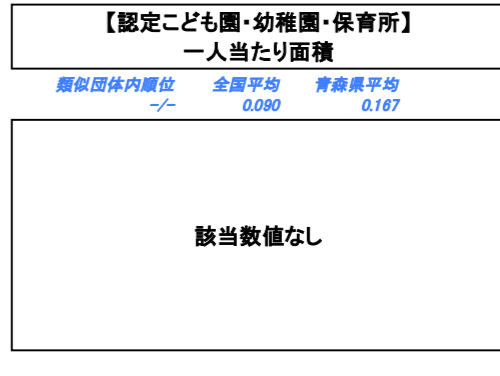 【認定こども園・幼稚園・保育所】
一人当たり面積
類似団体内順位 全国平均 青森県平均
-/- 0.090 0.167
該当数値なし